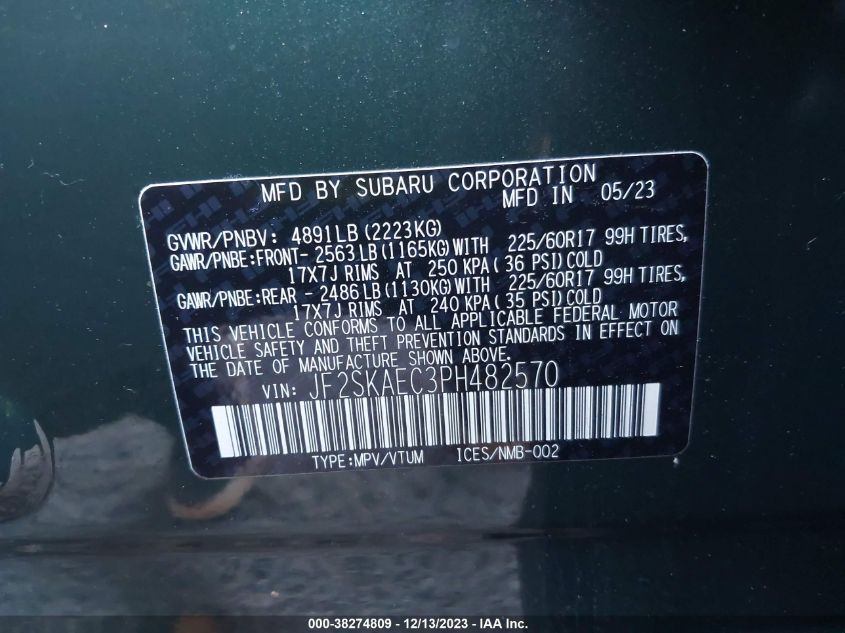 MFD BY SUBARU CORPORATION
MFD IN 05/23
GVWR/PNBV: 4891LB (2223KG)
GAWR/PNBE:FRONT- 2563LB (1165KG) WITH 225/60R17 99H TIRES,
17X7J RIMS AT 250 KPA (36 PSI) COLD
GAWR/PNBE:REAR - 2486LB (1130KG) WITH 225/60R17 99H TIRES,
17X7J RIMS AT 240 KPA (35 PSI) COLD
THIS VEHICLE CONFORMS TO ALL APPLICABLE FEDERAL MOTOR
VEHICLE SAFETY AND THEFT PREVENTION STANDARDS IN EFFECT ON
THE DATE OF MANUFACTURE SHOWN ABOVE.
VIN: JF2SKAEC3PH482570
TYPE:MPV/VTUM ICES/NMB-002
000-38274809 - 12/13/2023 - IAA Inc.